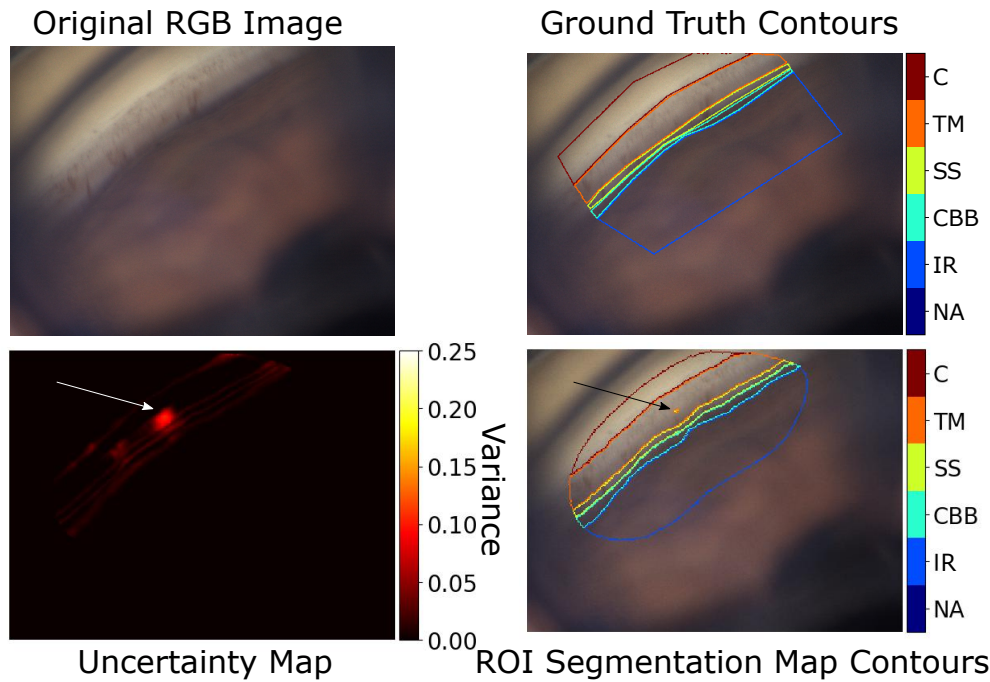 Original RGB Image
Ground Truth Contours
C
TM
SS
CBB
IR
NA
0.25
0.20
0.15
0.10
0.05
0.00
Variance
C
TM
SS
CBB
IR
NA
Uncertainty Map
ROI Segmentation Map Contours